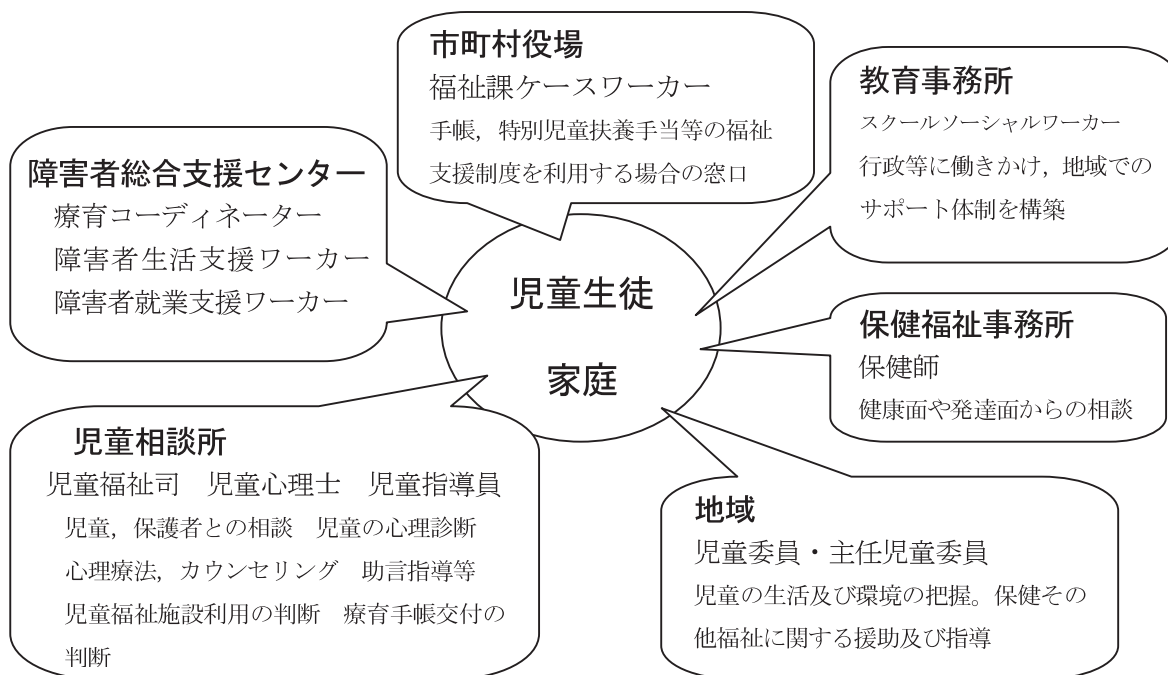 市町村役場
福祉課ケースワーカー
手帳，特別児童扶養手当等の福祉
支援制度を利用する場合の窓口
教育事務所
スクールソーシャルワーカー
行政等に働きかけ，地域での
サポート体制を構築
障害者総合支援センター
療育コーディネーター
障害者生活支援ワーカー
障害者就業支援ワーカー
児童生徒
家庭
保健福祉事務所
保健師
健康面や発達面からの相談
児童相談所
児童福祉司　児童心理士　児童指導員
児童，保護者との相談　児童の心理診断
心理療法，カウンセリング　助言指導等
児童福祉施設利用の判断　療育手帳交付の
判断
地域
児童委員・主任児童委員
児童の生活及び環境の把握。保健その
他福祉に関する援助及び指導